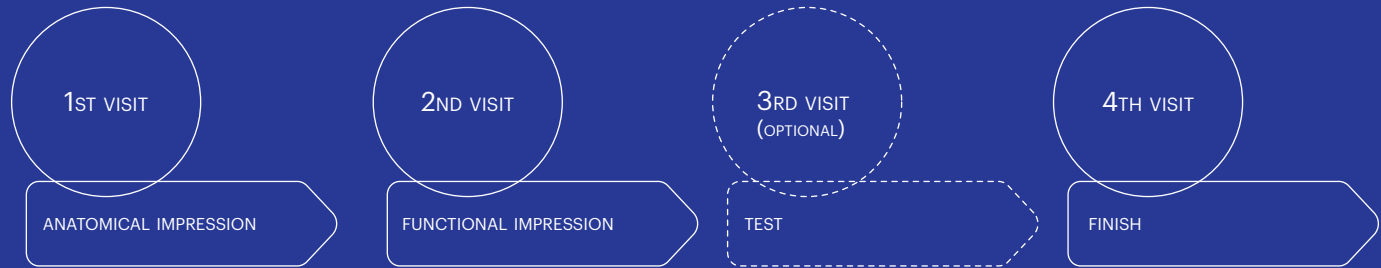 1ST VISIT
2ND VISIT
3RD VISIT
(OPTIONAL)
4TH VISIT
ANATOMICAL IMPRESSION
FUNCTIONAL IMPRESSION
TEST
FINISH